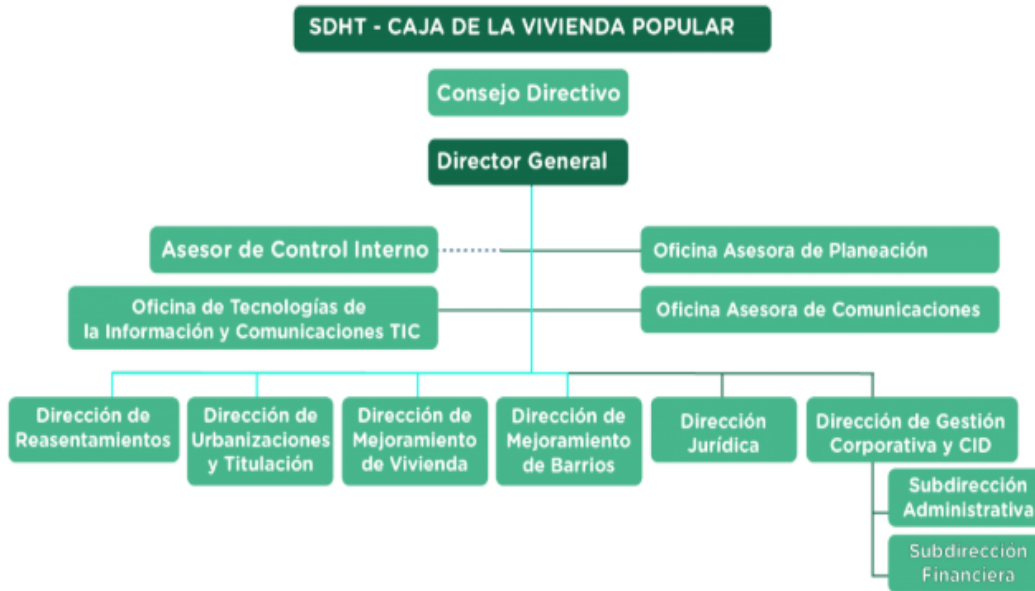 SDHT - CAJA DE LA VIVIENDA POPULAR
Consejo Directivo
Director General
Asesor de Control Interno
Oficina Asesora de Planeación
Oficina de Tecnologías de
la Información y Comunicaciones TIC
Oficina Asesora de Comunicaciones
Dirección de
Reasentamientos
Dirección de
Urbanizaciones
y Titulación
Dirección de
Mejoramiento
de Vivienda
Dirección de
Mejoramiento
de Barrios
Dirección
Jurídica
Dirección de Gestión
Corporativa y CID
Subdirección
Administrativa
Subdirección
Financiera